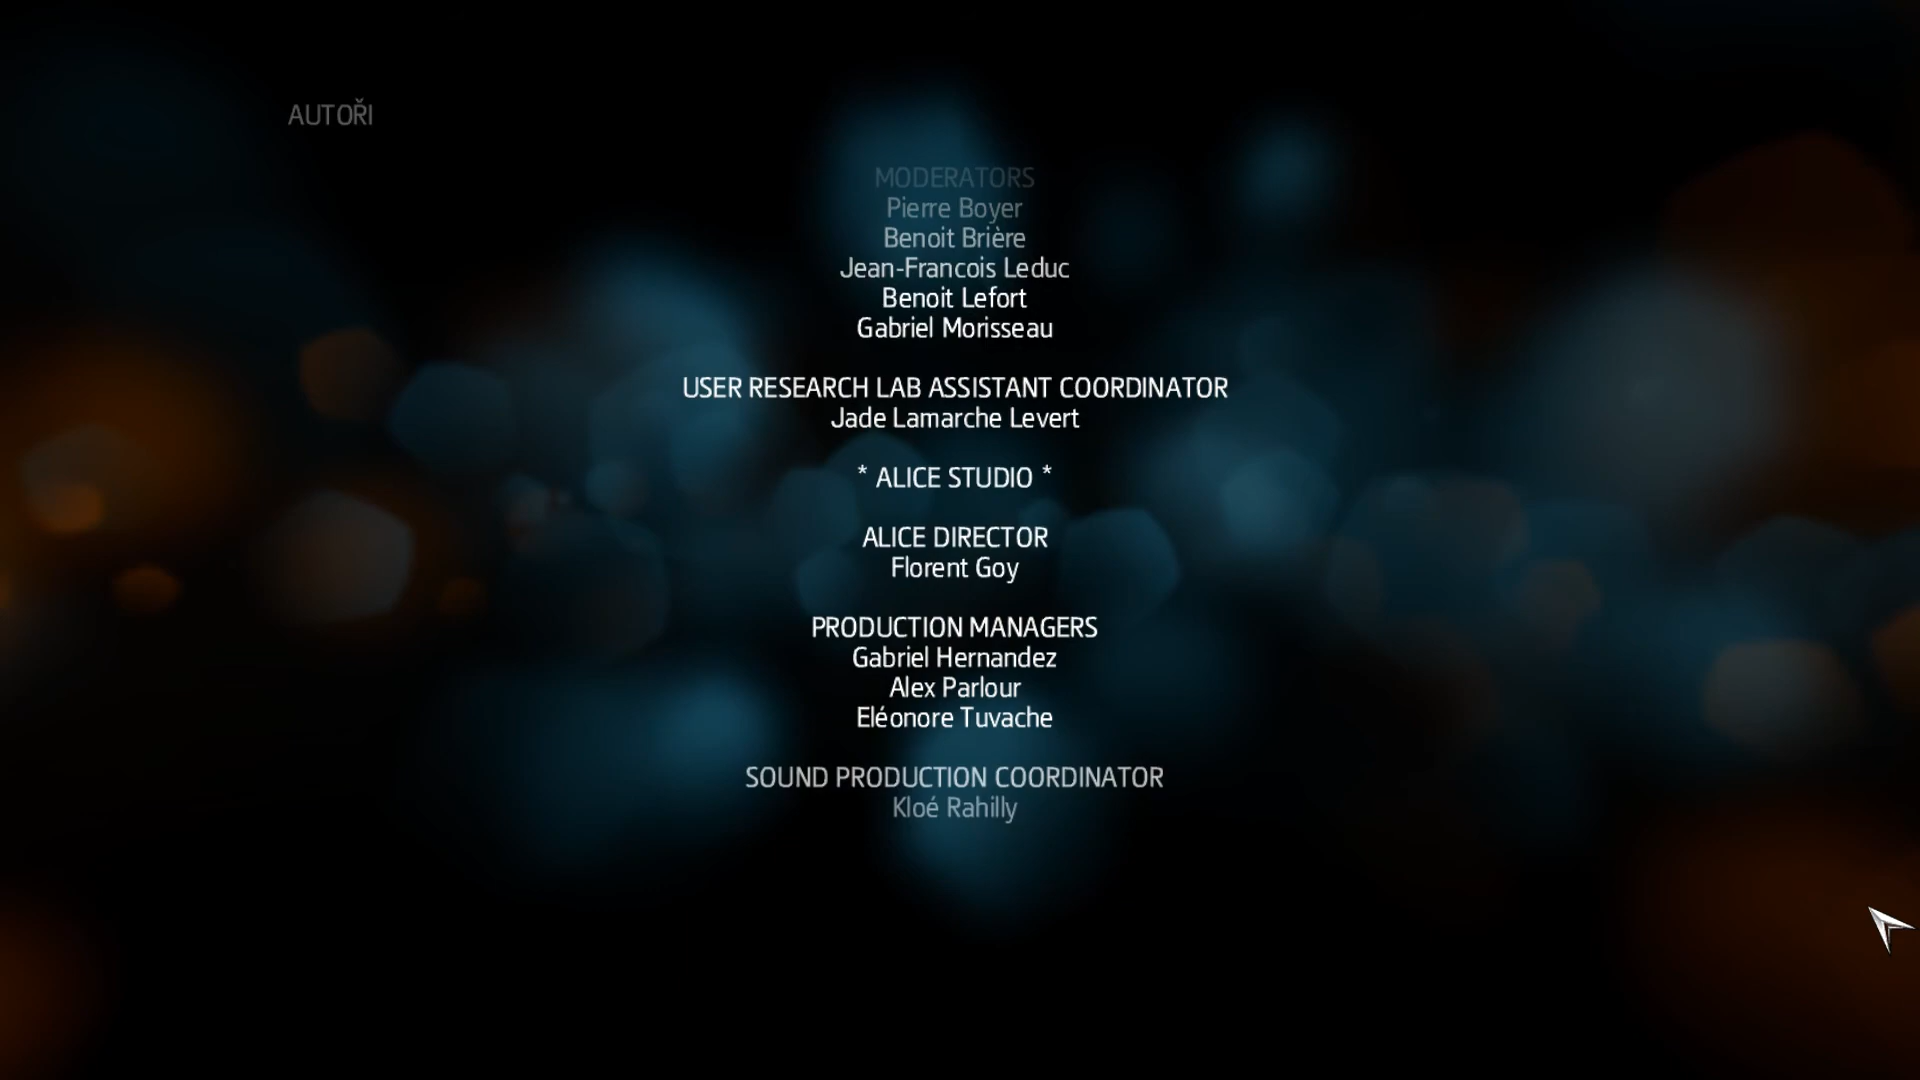 AUTOŘI
MODERATORS
Pierre Boyer
Benoit Brière
Jean-Francois Leduc
Benoit Lefort
Gabriel Morisseau
USER RESEARCH LAB ASSISTANT COORDINATOR
Jade Lamarche Levert
* ALICE STUDIO *
ALICE DIRECTOR
Florent Goy
PRODUCTION MANAGERS
Gabriel Hernandez
Alex Parlour
Eléonore Tuvache
SOUND PRODUCTION COORDINATOR
Kloé Rahilly